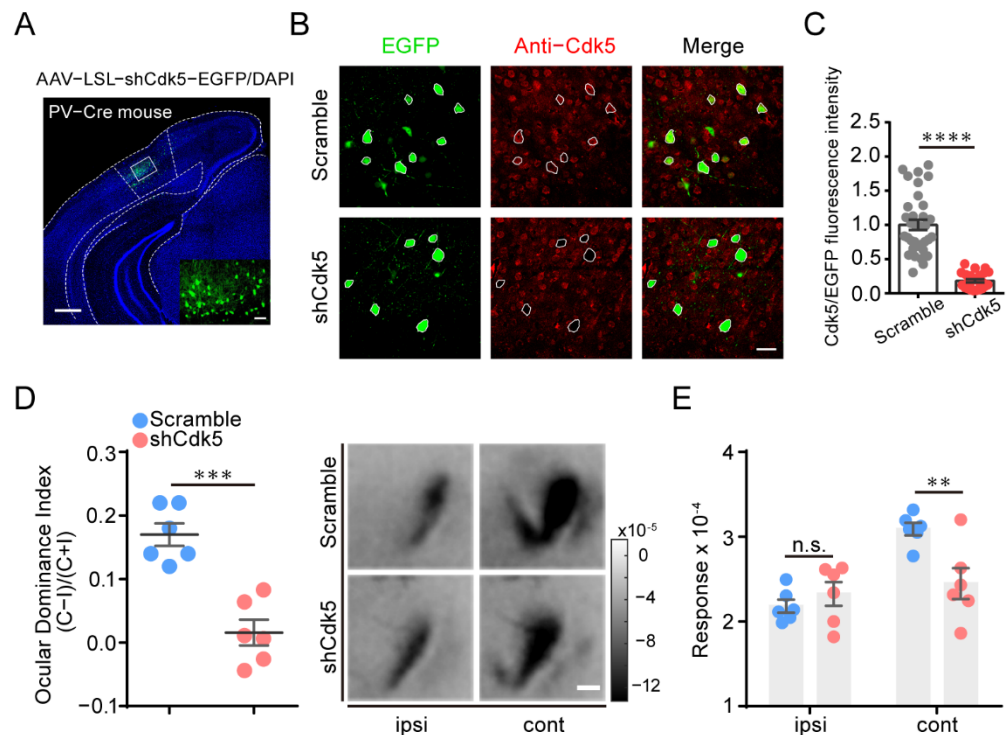 A
AAV−LSL−shCdk5−EGFP/DAPI
PV−Cre mouse
B
EGFP
Anti−Cdk5
Merge
Scramble
shCdk5
C
Cdk5/EGFP fluorescence intensity
2.5
2.0
1.5
1.0
0.5
0.0
****
Scramble
shCdk5
D
Scramble
shCdk5
Ocular Dominance Index
(C−I)/(C+I)
0.3
0.2
0.1
0.0
−0.1
***
Scramble
shCdk5
ipsi
cont
x10⁻⁵
0
−4
−8
−12
E
Response x 10⁻⁴
4
3
2
1
n.s.
**
ipsi
cont